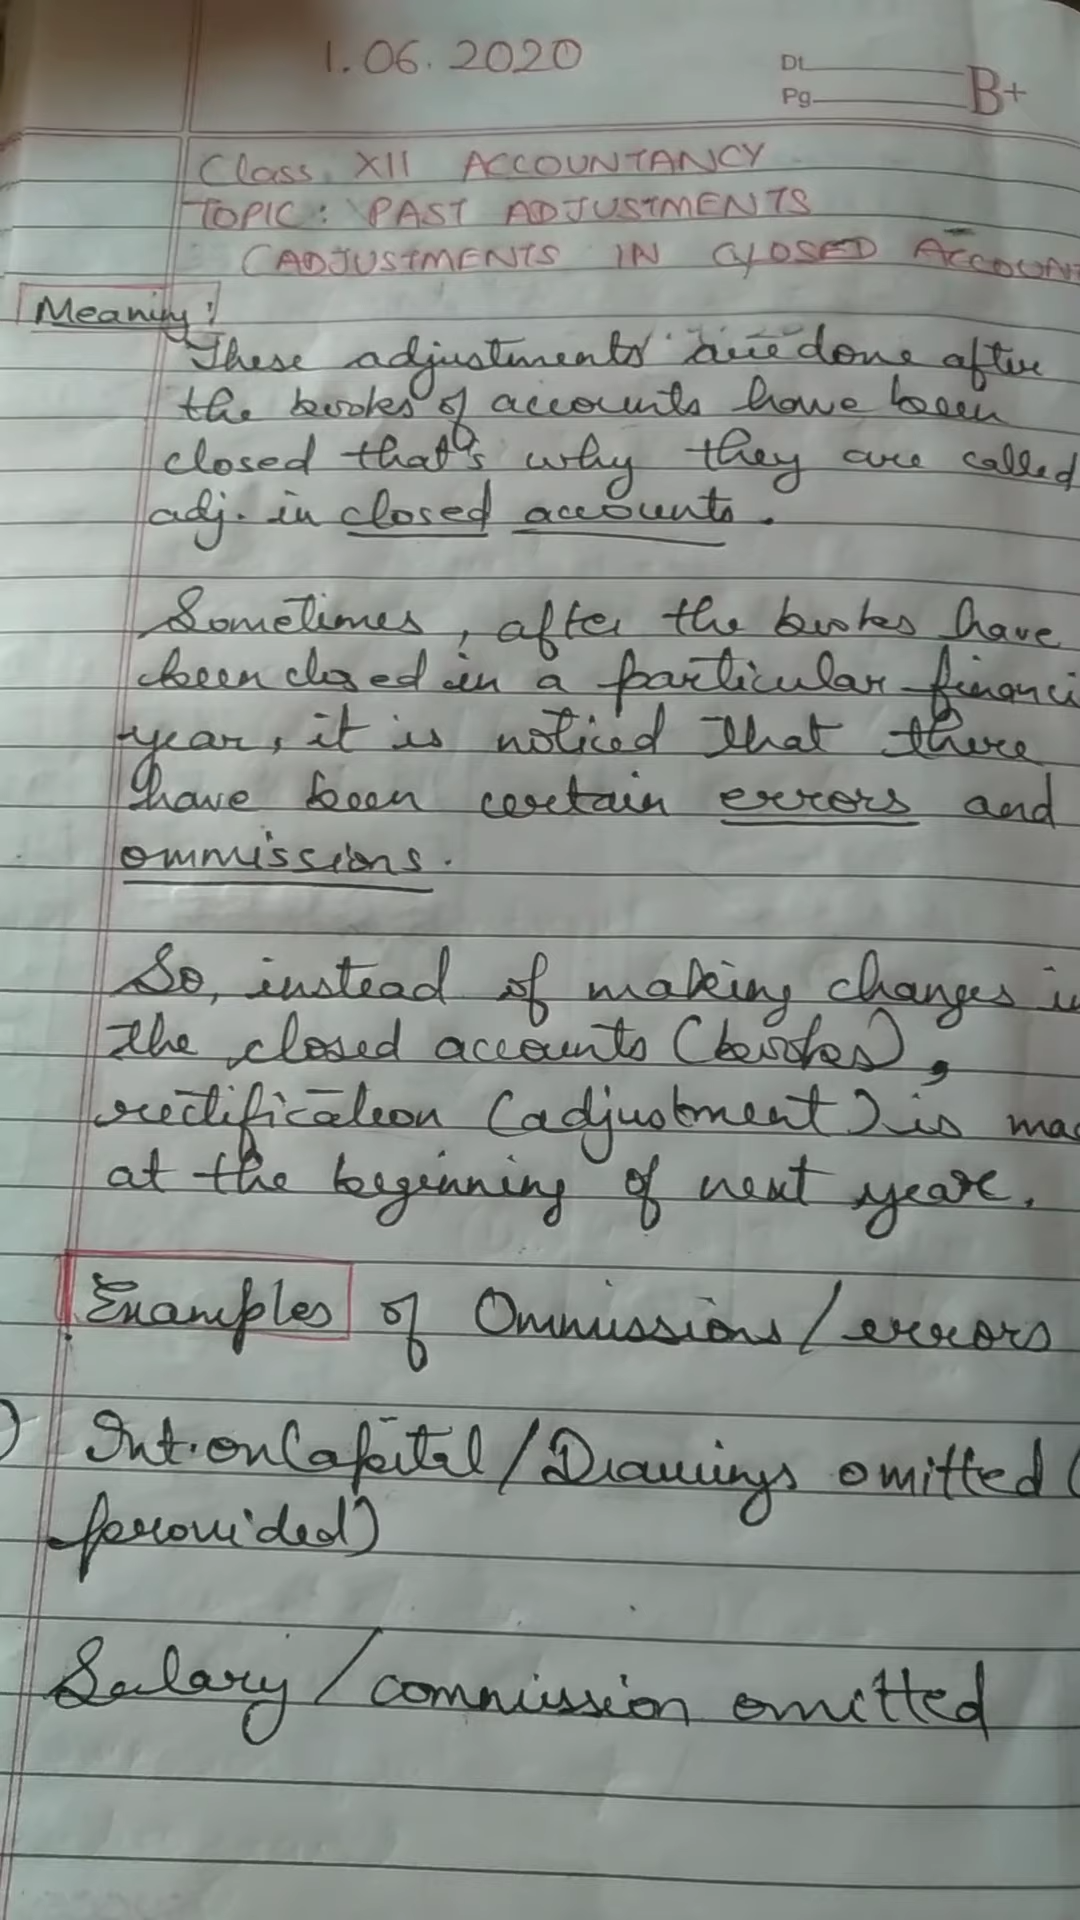 1.06.2020
Dt
Pg
B+
Class XII ACCOUNTANCY
TOPIC: PAST ADJUSTMENTS
(ADJUSTMENTS IN CLOSED ACCOUN
Meaning:
These adjustments are done after
the books of accounts have been
closed that's why they are called
adj. in closed accounts.
Sometimes, after the books have
been closed in a particular financi
year, it is noticed that there
have been certain errors and
ommissions.
So, instead of making changes in
the closed accounts (books),
rectification (adjustment) is ma
at the beginning of next year.
Examples of Ommissions/errors
) Int. on Capital/Drawings omitted (
provided)
Salary/commission omitted